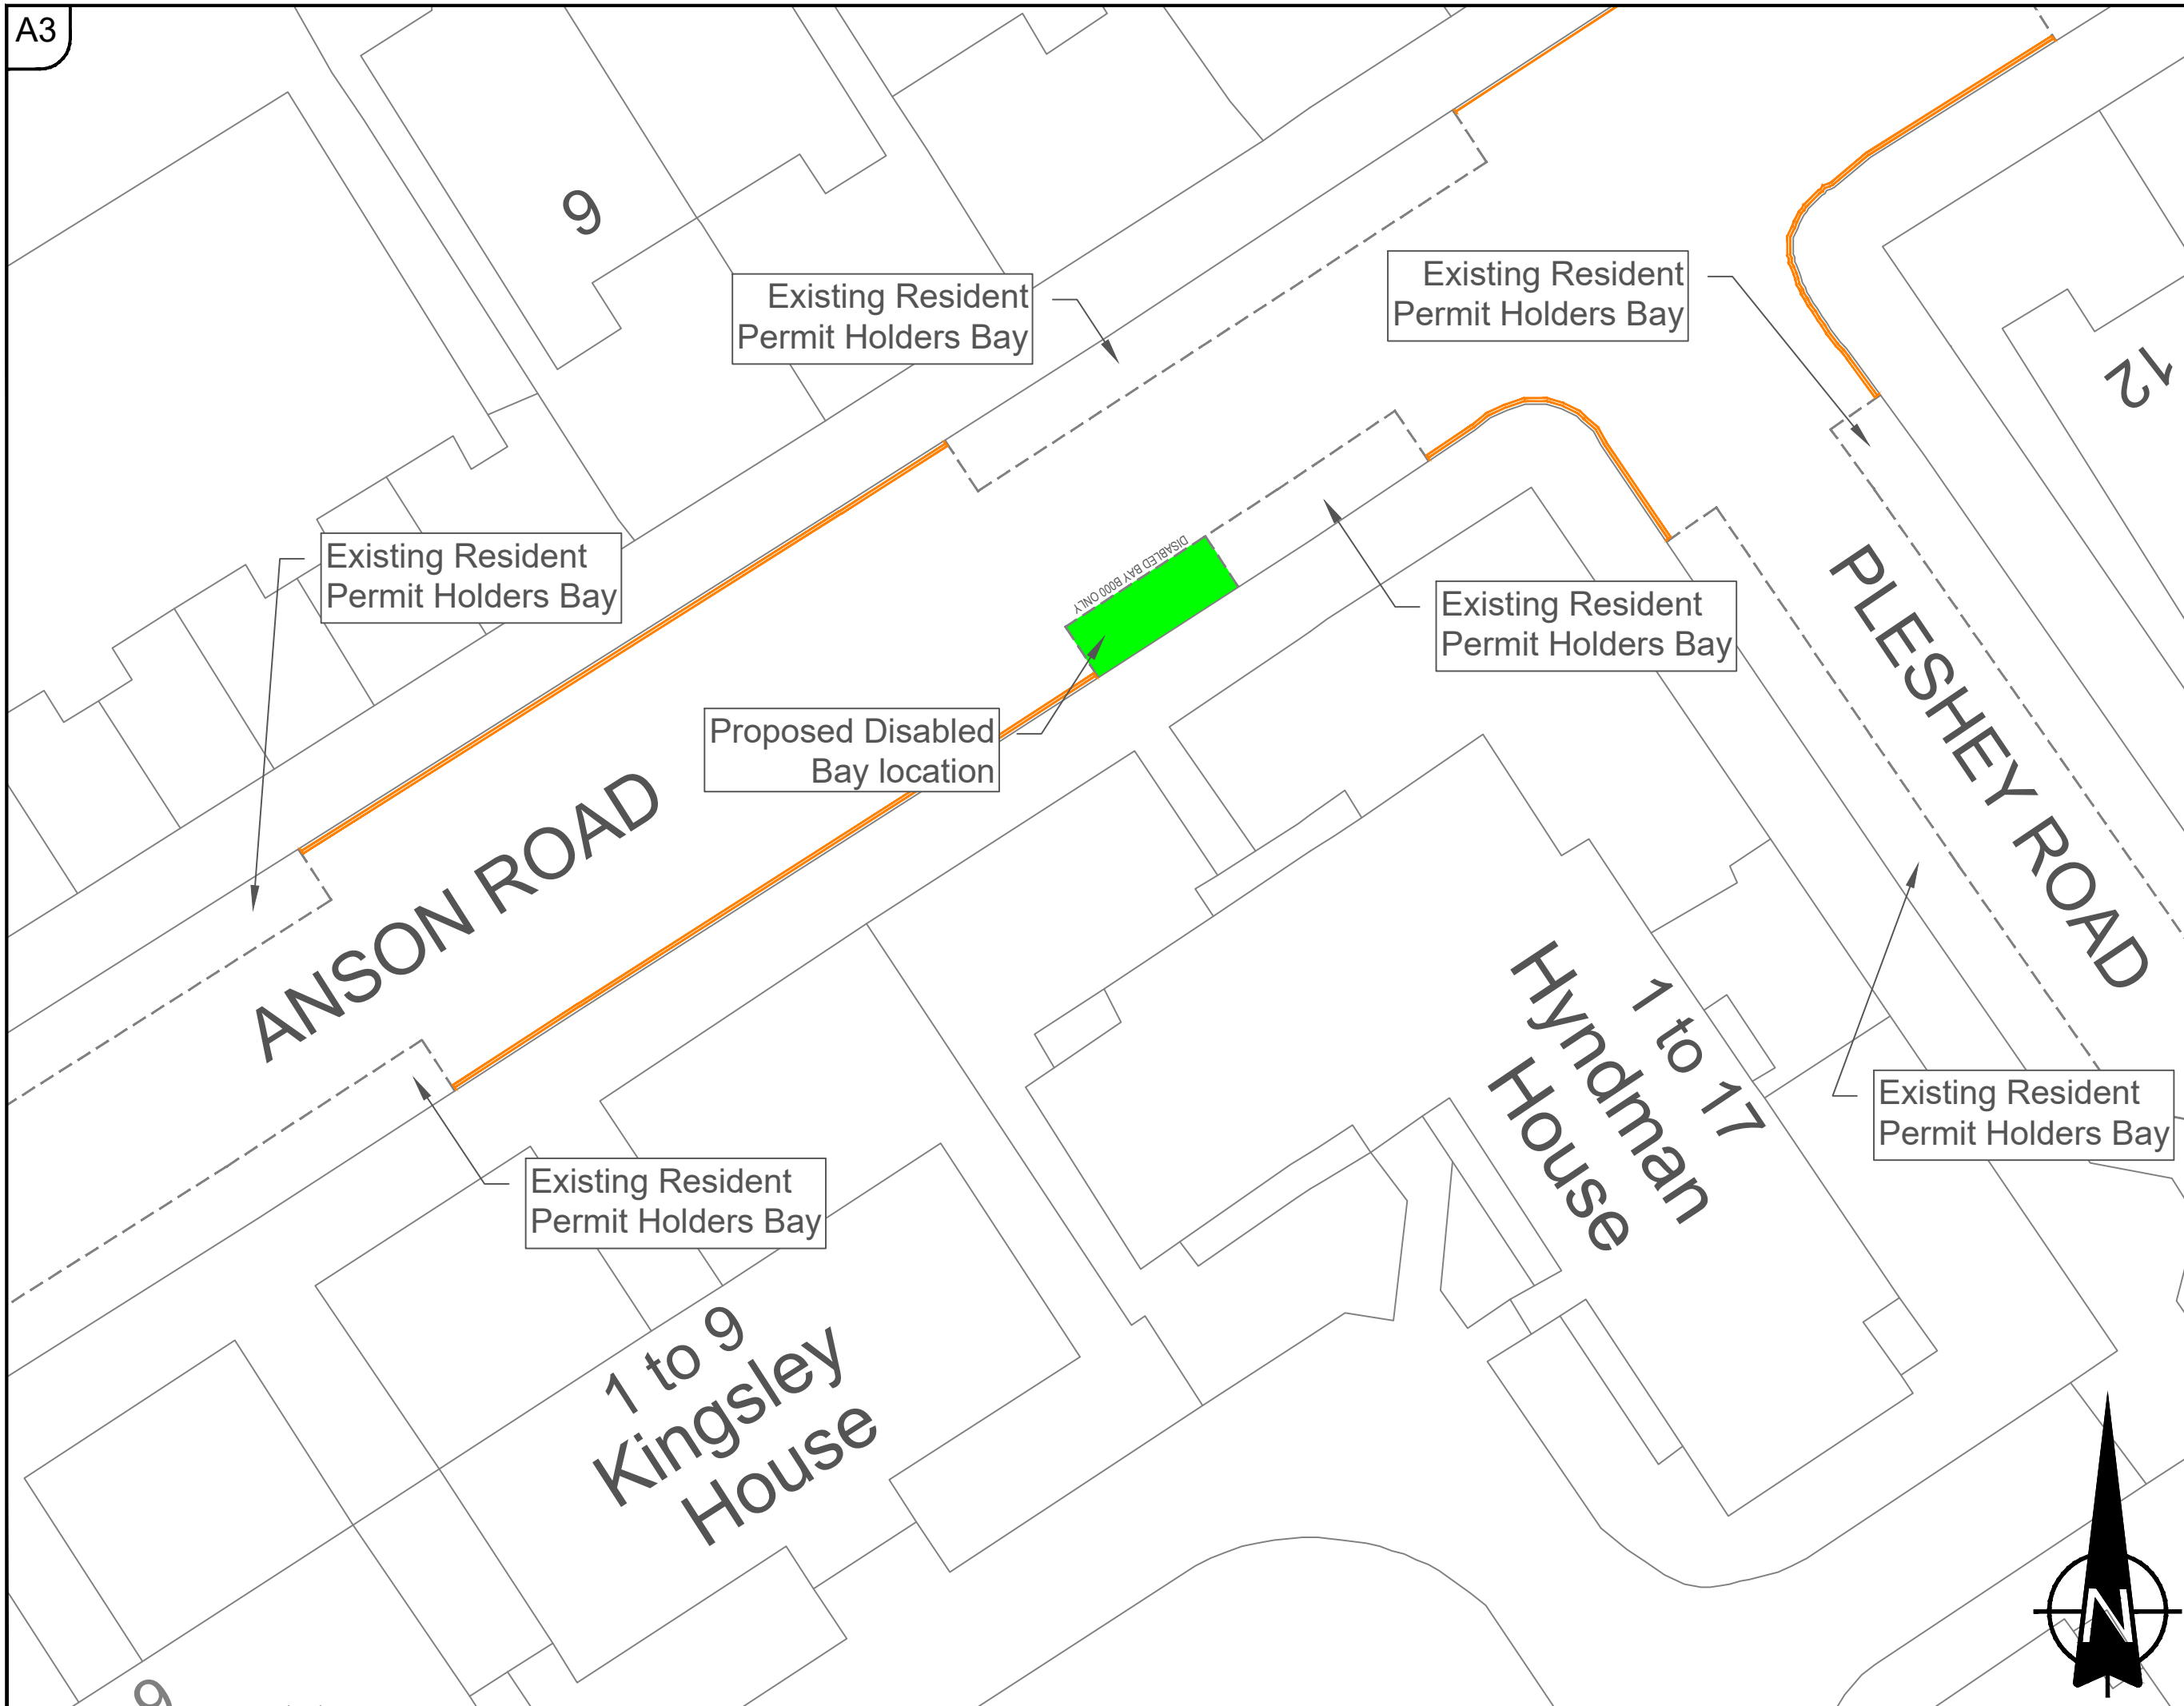 A3
9
Existing Resident
Permit Holders Bay
Existing Resident
Permit Holders Bay
12
Existing Resident
Permit Holders Bay
DISABLED BAY B000 ONLY
Existing Resident
Permit Holders Bay
PLESHEY ROAD
Proposed Disabled
Bay location
ANSON ROAD
1 to 17
Hyndman
House
Existing Resident
Permit Holders Bay
Existing Resident
Permit Holders Bay
1 to 9
Kingsley
House
N
9